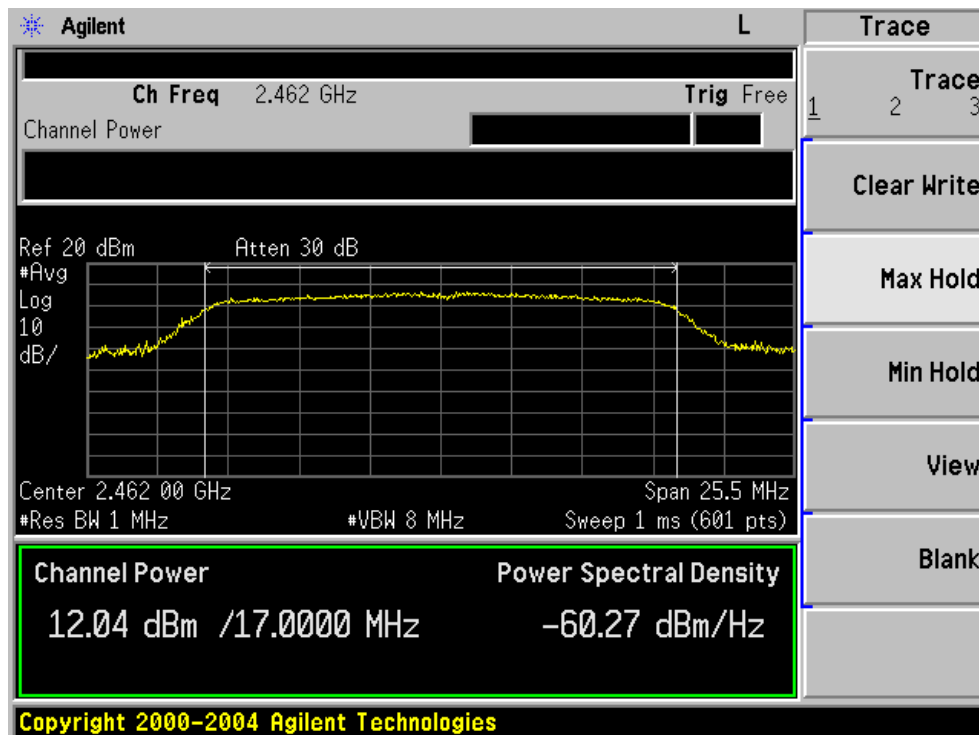 Agilent
L
Trace
Ch Freq 2.462 GHz
Trig Free
Channel Power
Trace
1 2 3
Clear Write
Max Hold
Min Hold
View
Blank
Ref 20 dBm
Atten 30 dB
#Avg
Log
10
dB/
Center 2.462 00 GHz
Span 25.5 MHz
#Res BW 1 MHz
#VBW 8 MHz
Sweep 1 ms (601 pts)
Channel Power
Power Spectral Density
12.04 dBm /17.0000 MHz
-60.27 dBm/Hz
Copyright 2000-2004 Agilent Technologies